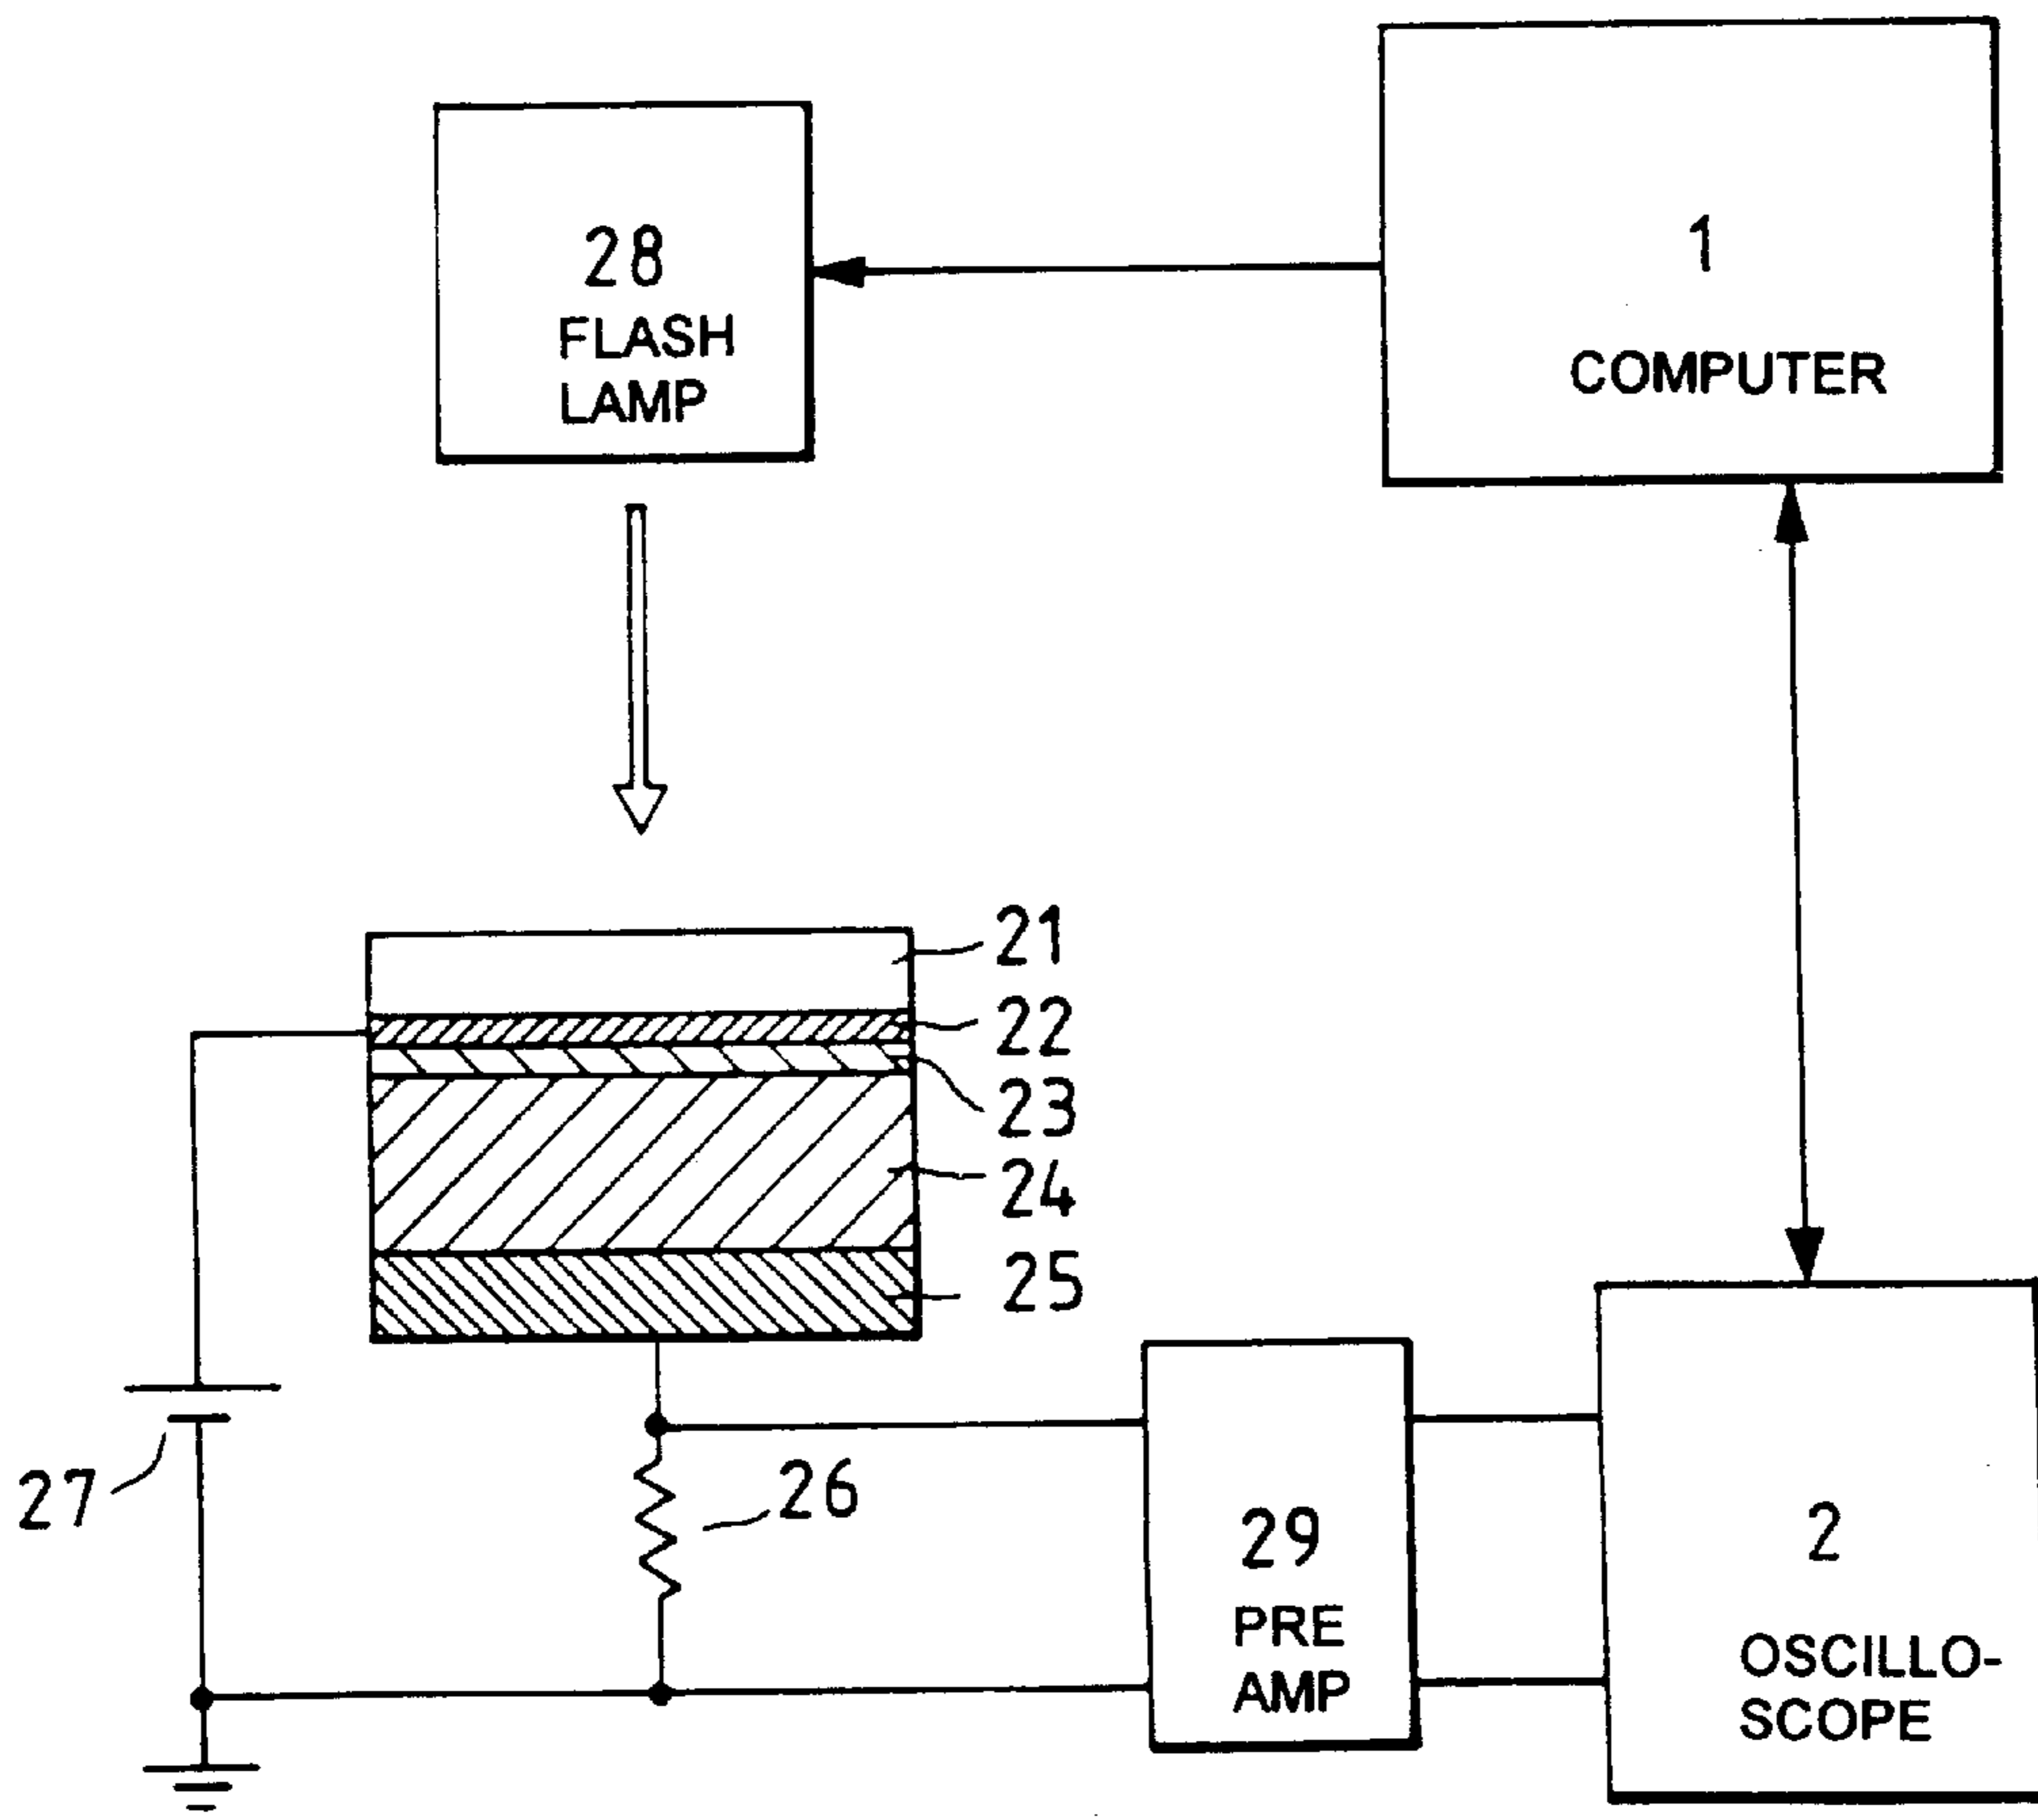 28
FLASH
LAMP
1
COMPUTER
21
22
23
24
25
27
26
29
PRE
AMP
2
OSCILLO-
SCOPE